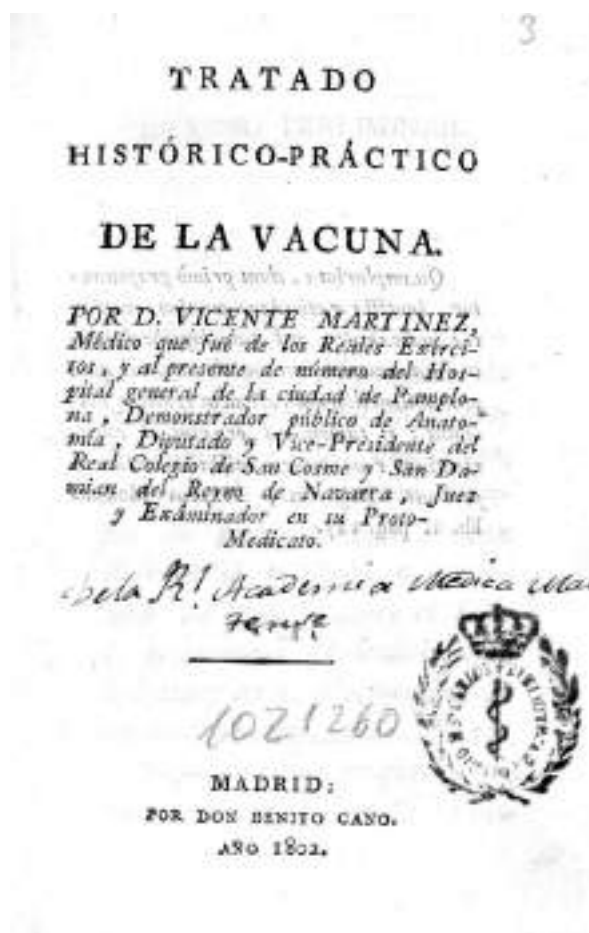 3
TRATADO
HISTÓRICO-PRÁCTICO
DE LA VACUNA.
POR D. VICENTE MARTINEZ,
Médico que fué de los Reales Exérci-
tos, y al presente de número del Hos-
pital general de la ciudad de Pamplo-
na, Demonstrador público de Anato-
mía, Diputado y Vice-Presidente del
Real Colegio de San Cosme y San Da-
mian del Reyno de Navarra, Juez
y Exâminador en su Proto-
Medicato.
dela Rl. Academia Medica Ma
1021260
MADRID:
POR DON BENITO CANO.
AÑO 1802.